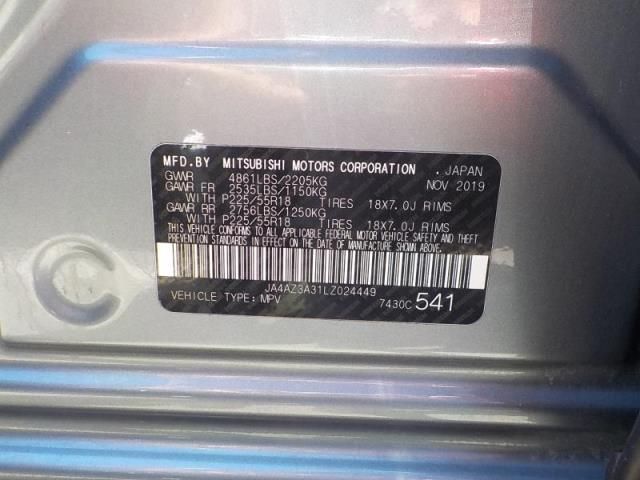 MFD.BY MITSUBISHI MOTORS CORPORATION . JAPAN
GVWR 4861LBS/2205KG NOV 2019
GAWR FR 2535LBS/1150KG
WITH P225/55R18 TIRES 18X7.0J RIMS
GAWR RR 2756LBS/1250KG
WITH P225/55R18 TIRES 18X7.0J RIMS
THIS VEHICLE CONFORMS TO ALL APPLICABLE FEDERAL MOTOR VEHICLE SAFETY AND THEFT
PREVENTION STANDARDS IN EFFECT ON THE DATE OF MANUFACTURE SHOWN ABOVE.
JA4AZ3A31LZ024449
VEHICLE TYPE: MPV 7430C 541